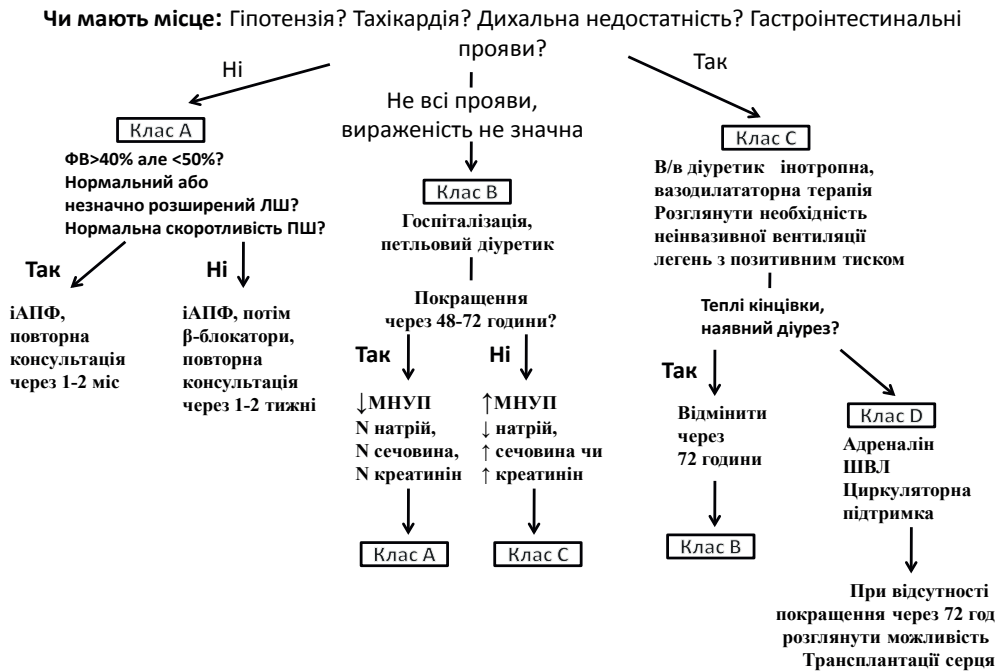 Чи мають місце: Гіпотензія? Тахікардія? Дихальна недостатність? Гастроінтестинальні
прояви?
Ні
Не всі прояви,
вираженість не значна
Так
Клас А
ФВ>40% але <50%?
Нормальний або
незначно розширений ЛШ?
Нормальна скоротливість ПШ?
Так
Ні
іАПФ,
повторна
консультація
через 1-2 міс
іАПФ, потім
β-блокатори,
повторна
консультація
через 1-2 тижні
Клас В
Госпіталізація,
петльовий діуретик
Покращення
через 48-72 години?
Так
Ні
↓МНУП
N натрій,
N сечовина,
N креатинін
↑МНУП
↓ натрій,
↑ сечовина чи
↑ креатинін
Клас А
Клас С
Клас С
В/в діуретик інотропна,
вазодилататорна терапія
Розглянути необхідність
неінвазивної вентиляції
легень з позитивним тиском
Теплі кінцівки,
наявний діурез?
Так
Відмінити
через
72 години
Клас В
Клас D
Адреналін
ШВЛ
Циркуляторна
підтримка
При відсутності
покращення через 72 год
розглянути можливість
Трансплантації серця